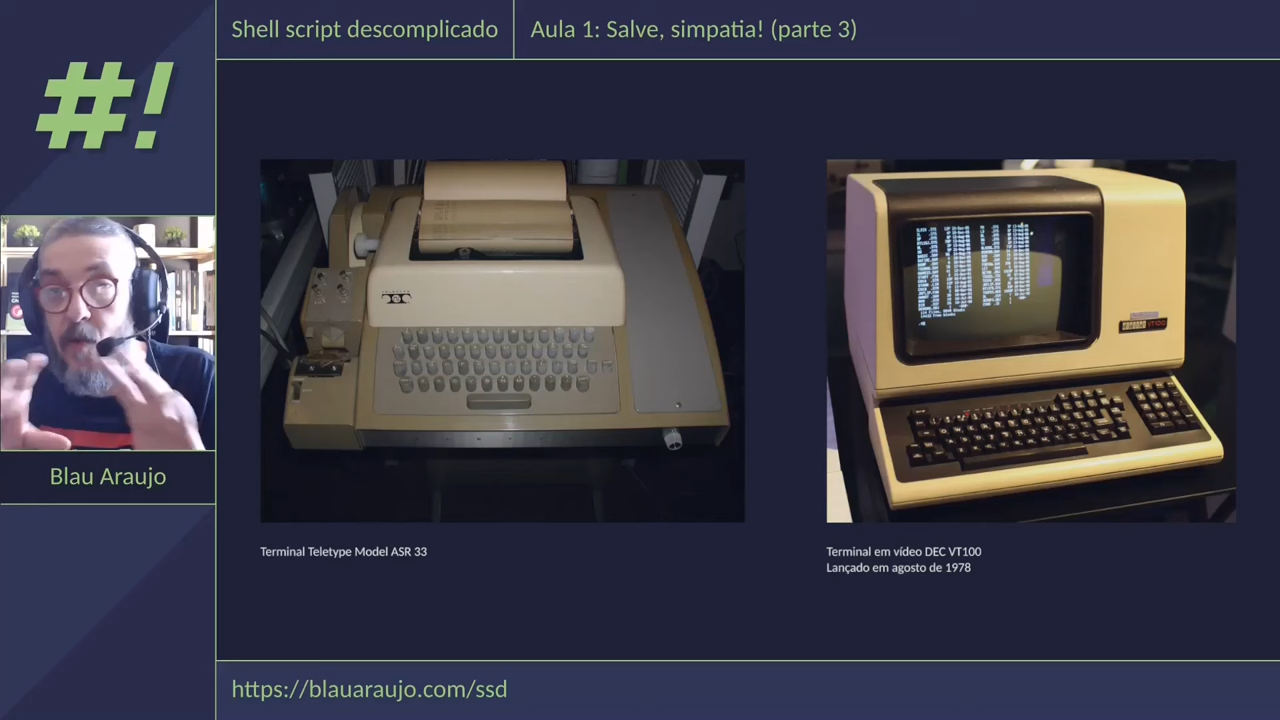 Shell script descomplicado
Aula 1: Salve, simpatia! (parte 3)
#!
Blau Araujo
Terminal Teletype Model ASR 33
Terminal em vídeo DEC VT100
Lançado em agosto de 1978
https://blauaraujo.com/ssd